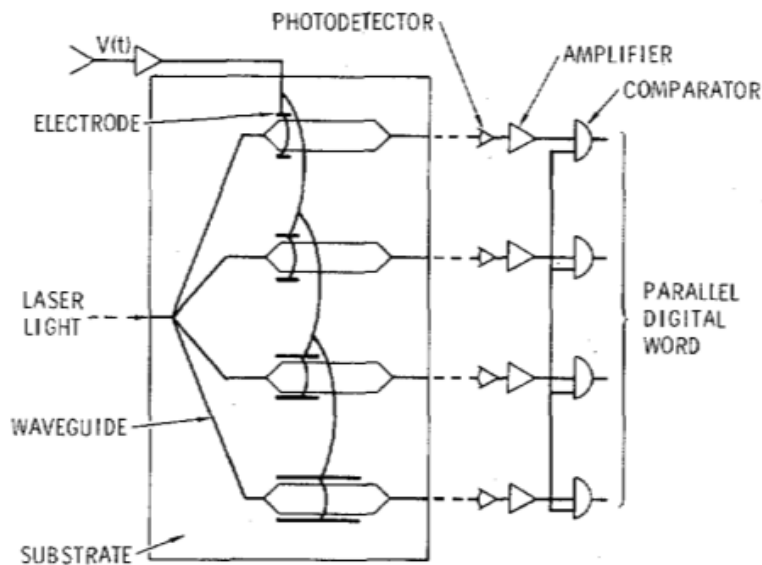 PHOTODETECTOR
V(t)
AMPLIFIER
COMPARATOR
ELECTRODE
LASER
LIGHT
PARALLEL
DIGITAL
WORD
WAVEGUIDE
SUBSTRATE